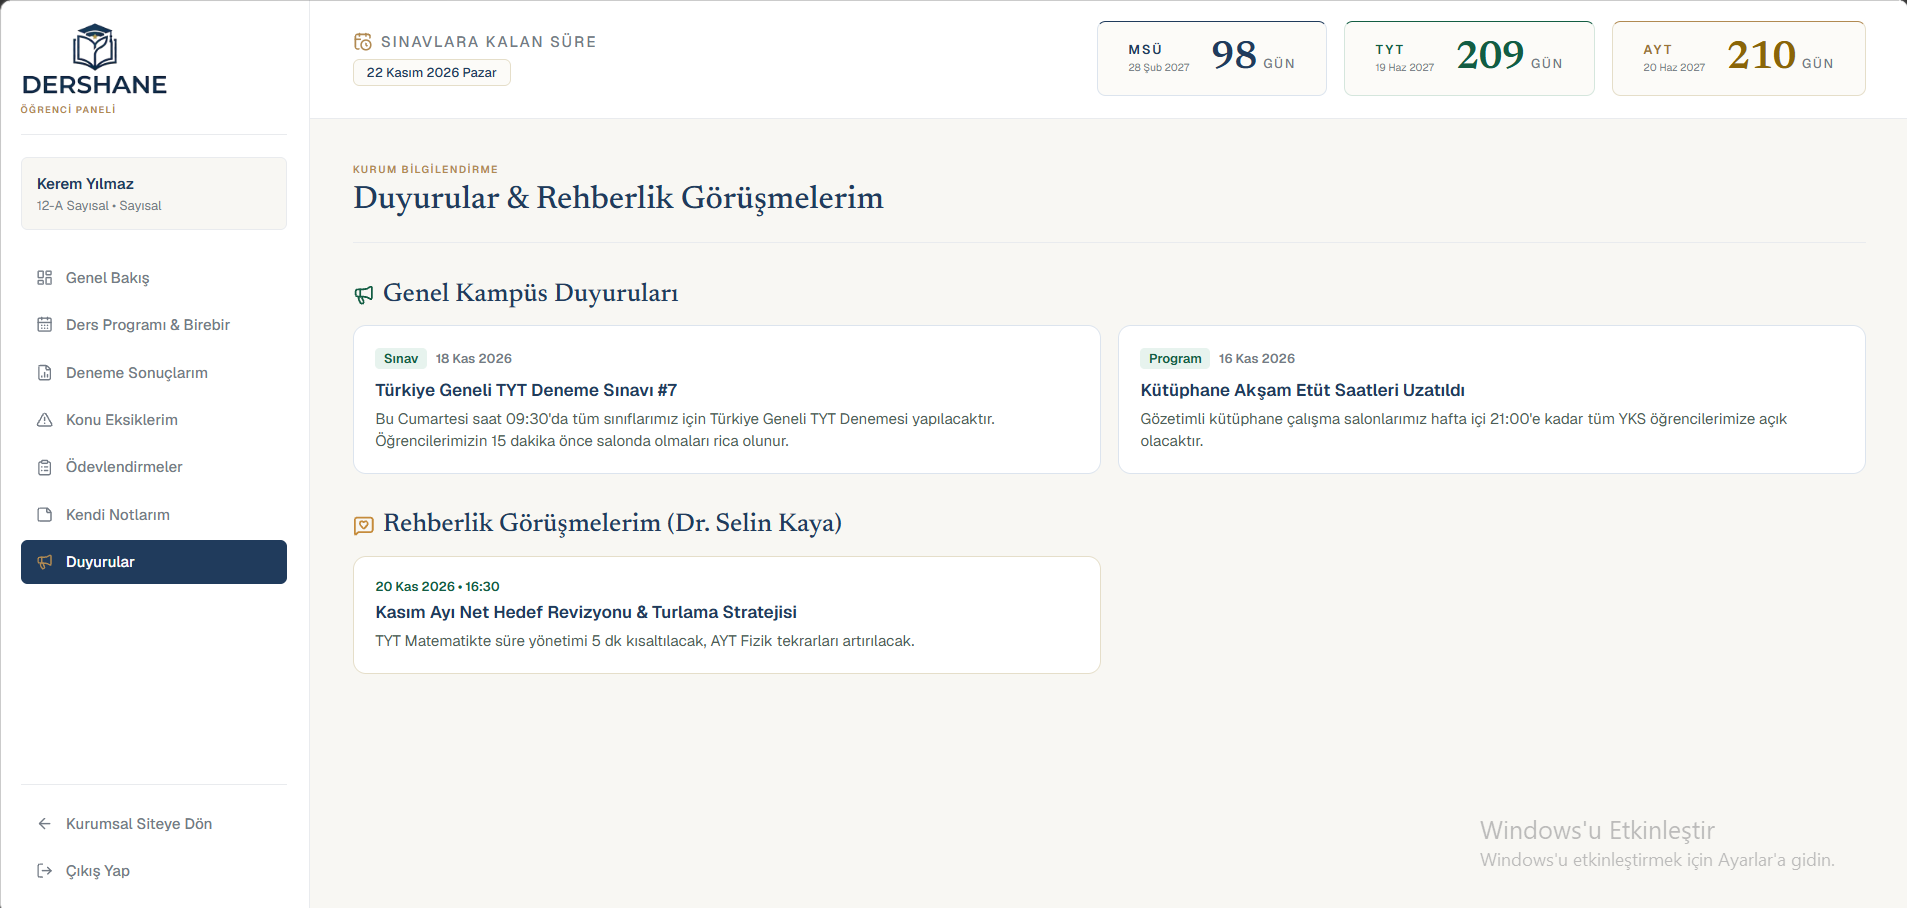 DERSHANE
ÖĞRENCİ PANELİ
Kerem Yılmaz
12-A Sayısal • Sayısal
Genel Bakış
Ders Programı & Birebir
Deneme Sonuçlarım
Konu Eksiklerim
Ödevlendirmeler
Kendi Notlarım
Duyurular
Kurumsal Siteye Dön
Çıkış Yap
SINAVLARA KALAN SÜRE
22 Kasım 2026 Pazar
MSÜ
28 Şub 2027
98 GÜN
TYT
19 Haz 2027
209 GÜN
AYT
20 Haz 2027
210 GÜN
KURUM BİLGİLENDİRME
Duyurular & Rehberlik Görüşmelerim
Genel Kampüs Duyuruları
Sınav 18 Kas 2026
Türkiye Geneli TYT Deneme Sınavı #7
Bu Cumartesi saat 09:30'da tüm sınıflarımız için Türkiye Geneli TYT Denemesi yapılacaktır.
Öğrencilerimizin 15 dakika önce salonda olmaları rica olunur.
Program 16 Kas 2026
Kütüphane Akşam Etüt Saatleri Uzatıldı
Gözetimli kütüphane çalışma salonlarımız hafta içi 21:00'e kadar tüm YKS öğrencilerimize açık
olacaktır.
Rehberlik Görüşmelerim (Dr. Selin Kaya)
20 Kas 2026 • 16:30
Kasım Ayı Net Hedef Revizyonu & Turlama Stratejisi
TYT Matematikte süre yönetimi 5 dk kısaltılacak, AYT Fizik tekrarları artırılacak.
Windows'u Etkinleştir
Windows'u etkinleştirmek için Ayarlar'a gidin.